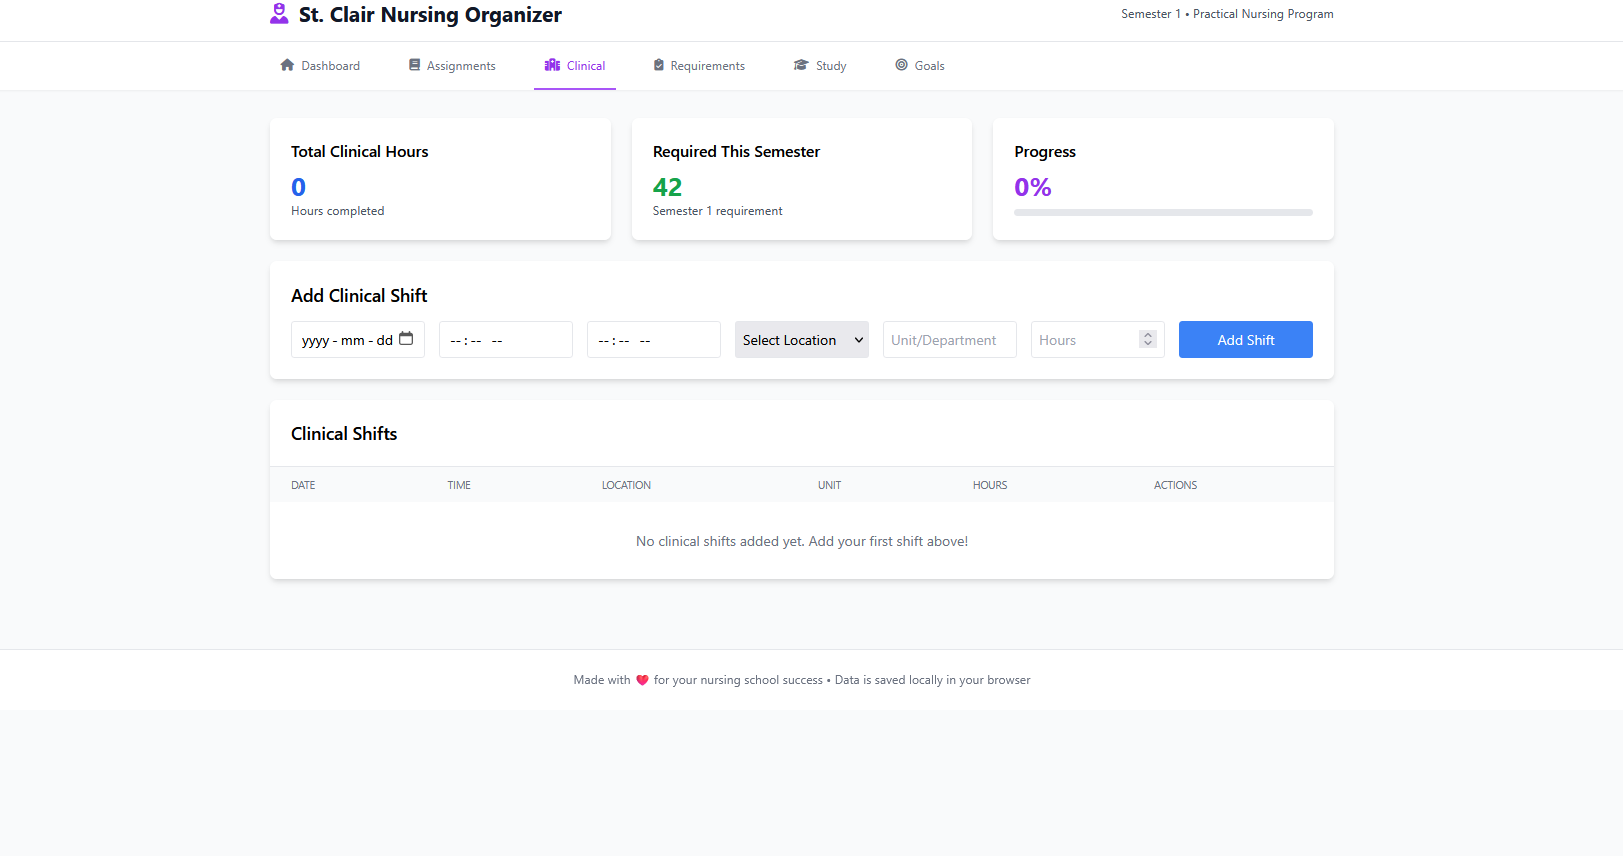 St. Clair Nursing Organizer
Semester 1 • Practical Nursing Program
Dashboard
Assignments
Clinical
Requirements
Study
Goals
Total Clinical Hours
0
Hours completed
Required This Semester
42
Semester 1 requirement
Progress
0%
Add Clinical Shift
yyyy - mm - dd
-- : -- --
-- : -- --
Select Location
Unit/Department
Hours
Add Shift
Clinical Shifts
DATE TIME LOCATION UNIT HOURS ACTIONS
No clinical shifts added yet. Add your first shift above!
Made with ❤️ for your nursing school success • Data is saved locally in your browser